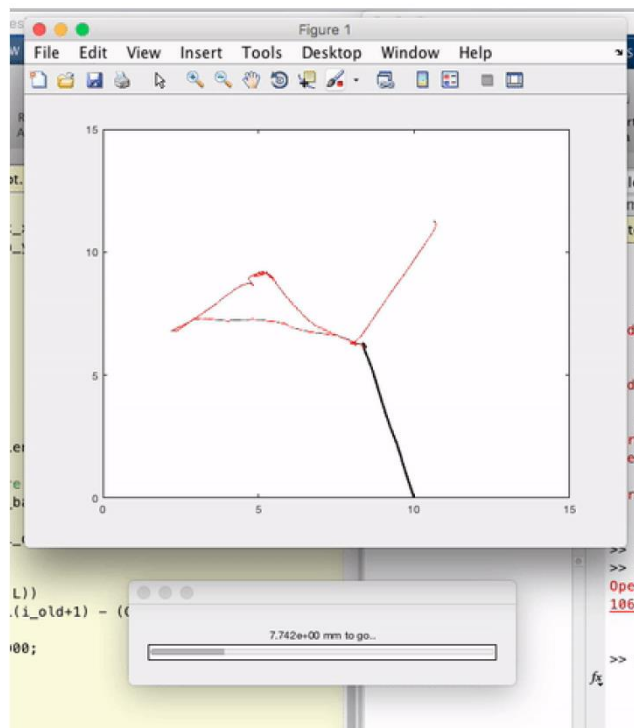 Figure 1
File Edit View Insert Tools Desktop Window Help
15
10
5
0
0 5 10 15
L))
(i_old+1) - (
00;
7.742e+00 mm to go...
>>
>>
Ope
106
>>
fx